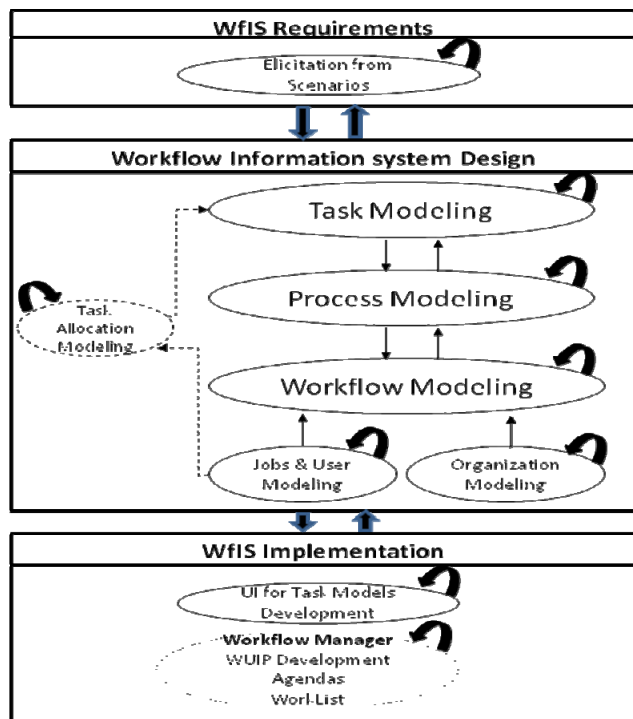 WfIS Requirements
Elicitation from
Scenarios
Workflow Information system Design
Task Modeling
Process Modeling
Task
Allocation
Modeling
Workflow Modeling
Jobs & User
Modeling
Organization
Modeling
WfIS Implementation
UI for Task Models
Development
Workflow Manager
WUIP Development
Agendas
Work-List